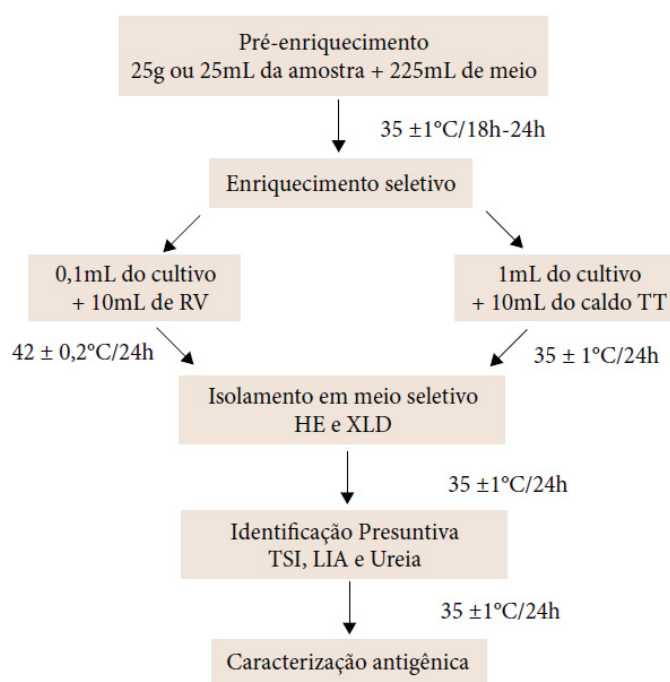 Pré-enriquecimento
25g ou 25mL da amostra + 225mL de meio
35 ±1°C/18h-24h
Enriquecimento seletivo
0,1mL do cultivo
+ 10mL de RV
1mL do cultivo
+ 10mL do caldo TT
42 ± 0,2°C/24h
35 ± 1°C/24h
Isolamento em meio seletivo
HE e XLD
35 ±1°C/24h
Identificação Presuntiva
TSI, LIA e Ureia
35 ±1°C/24h
Caracterização antigênica